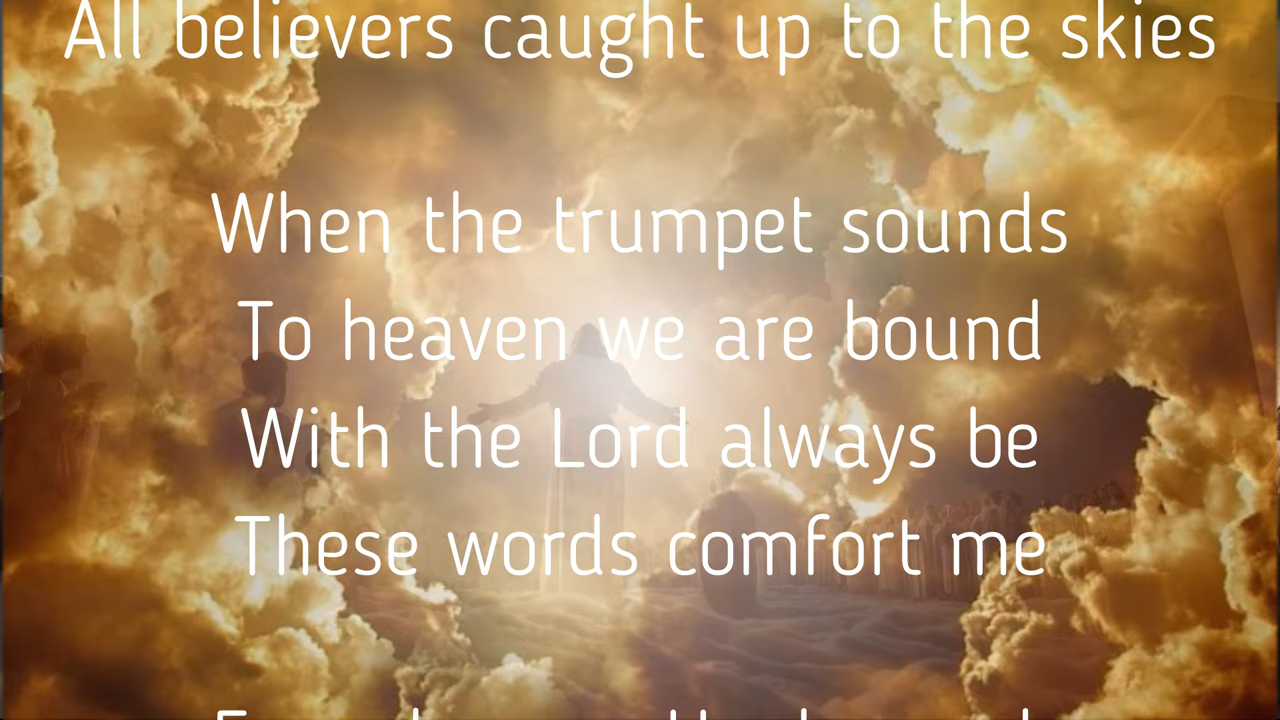 All believers caught up to the skies
When the trumpet sounds
To heaven we are bound
With the Lord always be
These words comfort me